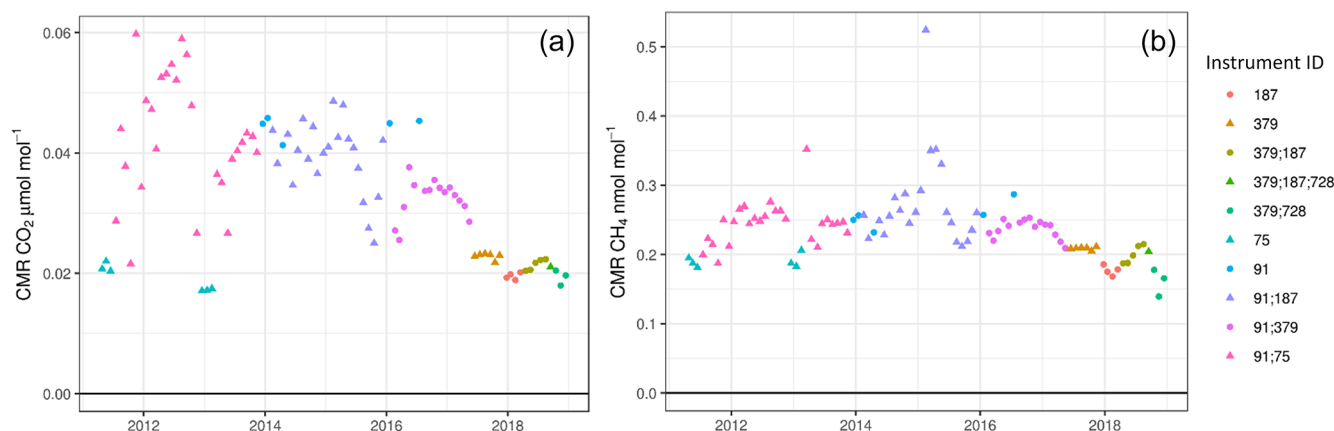 (a)
CMR CO₂ μmol mol⁻¹
0.06
0.04
0.02
0.00
2012 2014 2016 2018
(b)
CMR CH₄ nmol mol⁻¹
0.5
0.4
0.3
0.2
0.1
0.0
2012 2014 2016 2018
Instrument ID
187
379
379;187
379;187;728
379;728
75
91
91;187
91;379
91;75